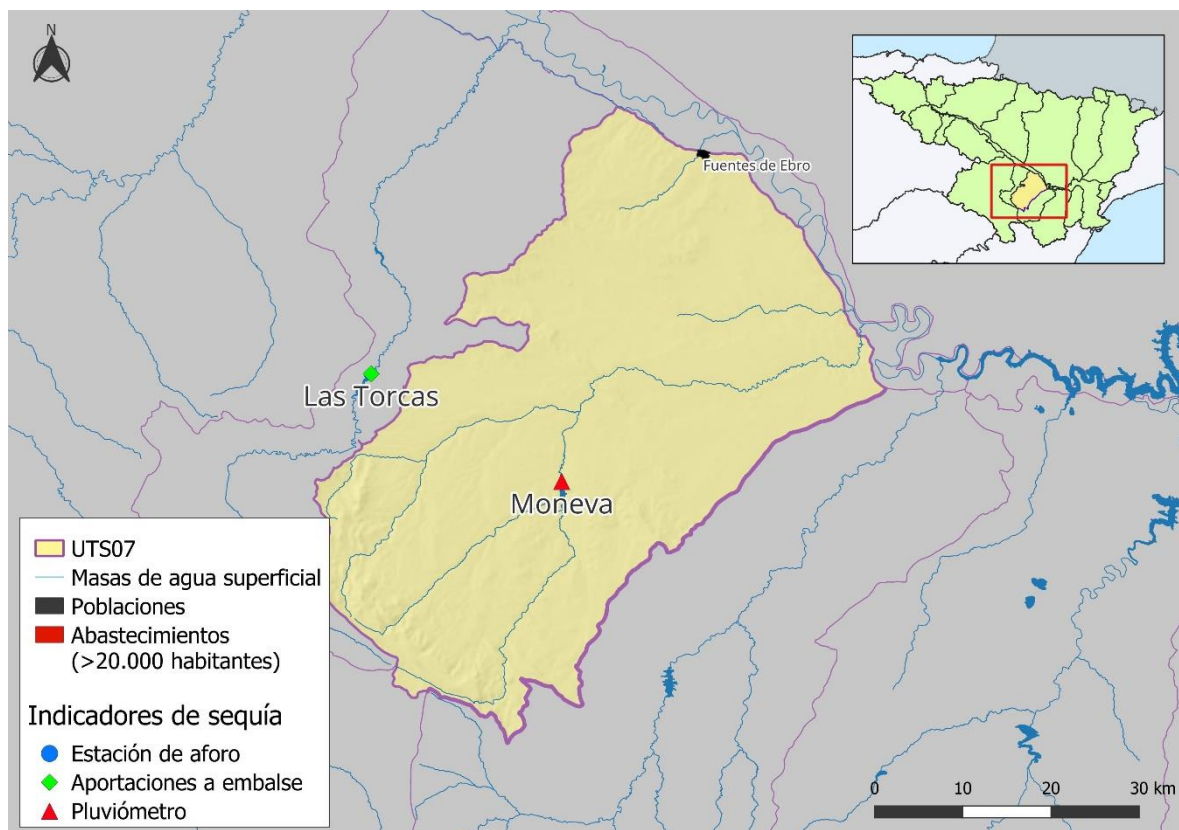 N
Fuentes de Ebro
Las Torcas
Moneva
UTS07
Masas de agua superficial
Poblaciones
Abastecimientos
(>20.000 habitantes)
Indicadores de sequía
Estación de aforo
Aportaciones a embalse
Pluviómetro
0 10 20 30 km